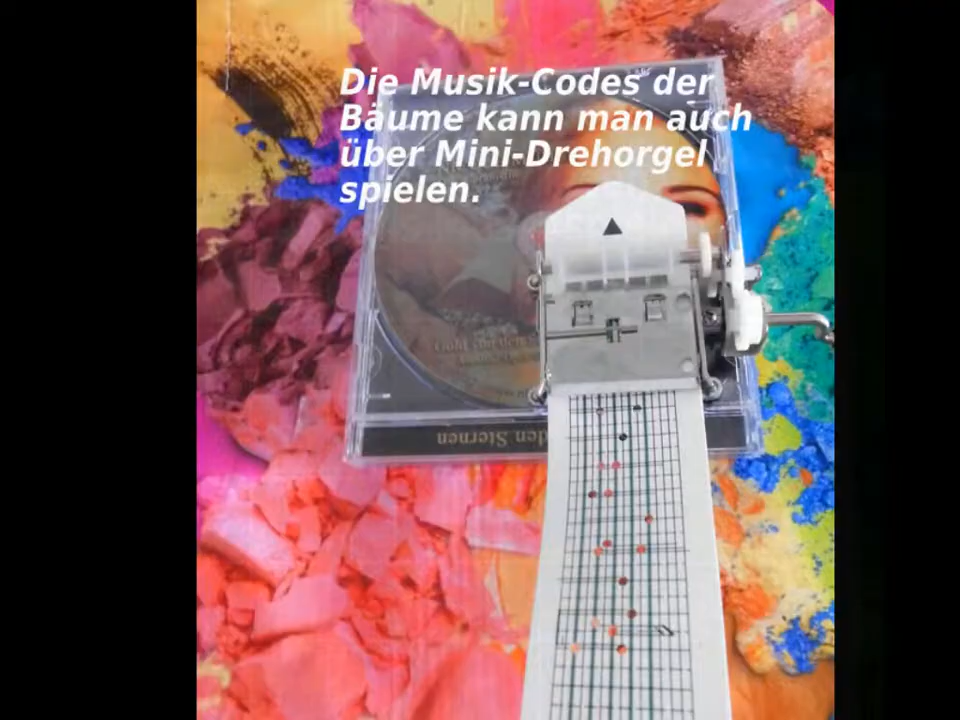 Die Musik-Codes der
Bäume kann man auch
über Mini-Drehorgel
spielen.
den Sternen